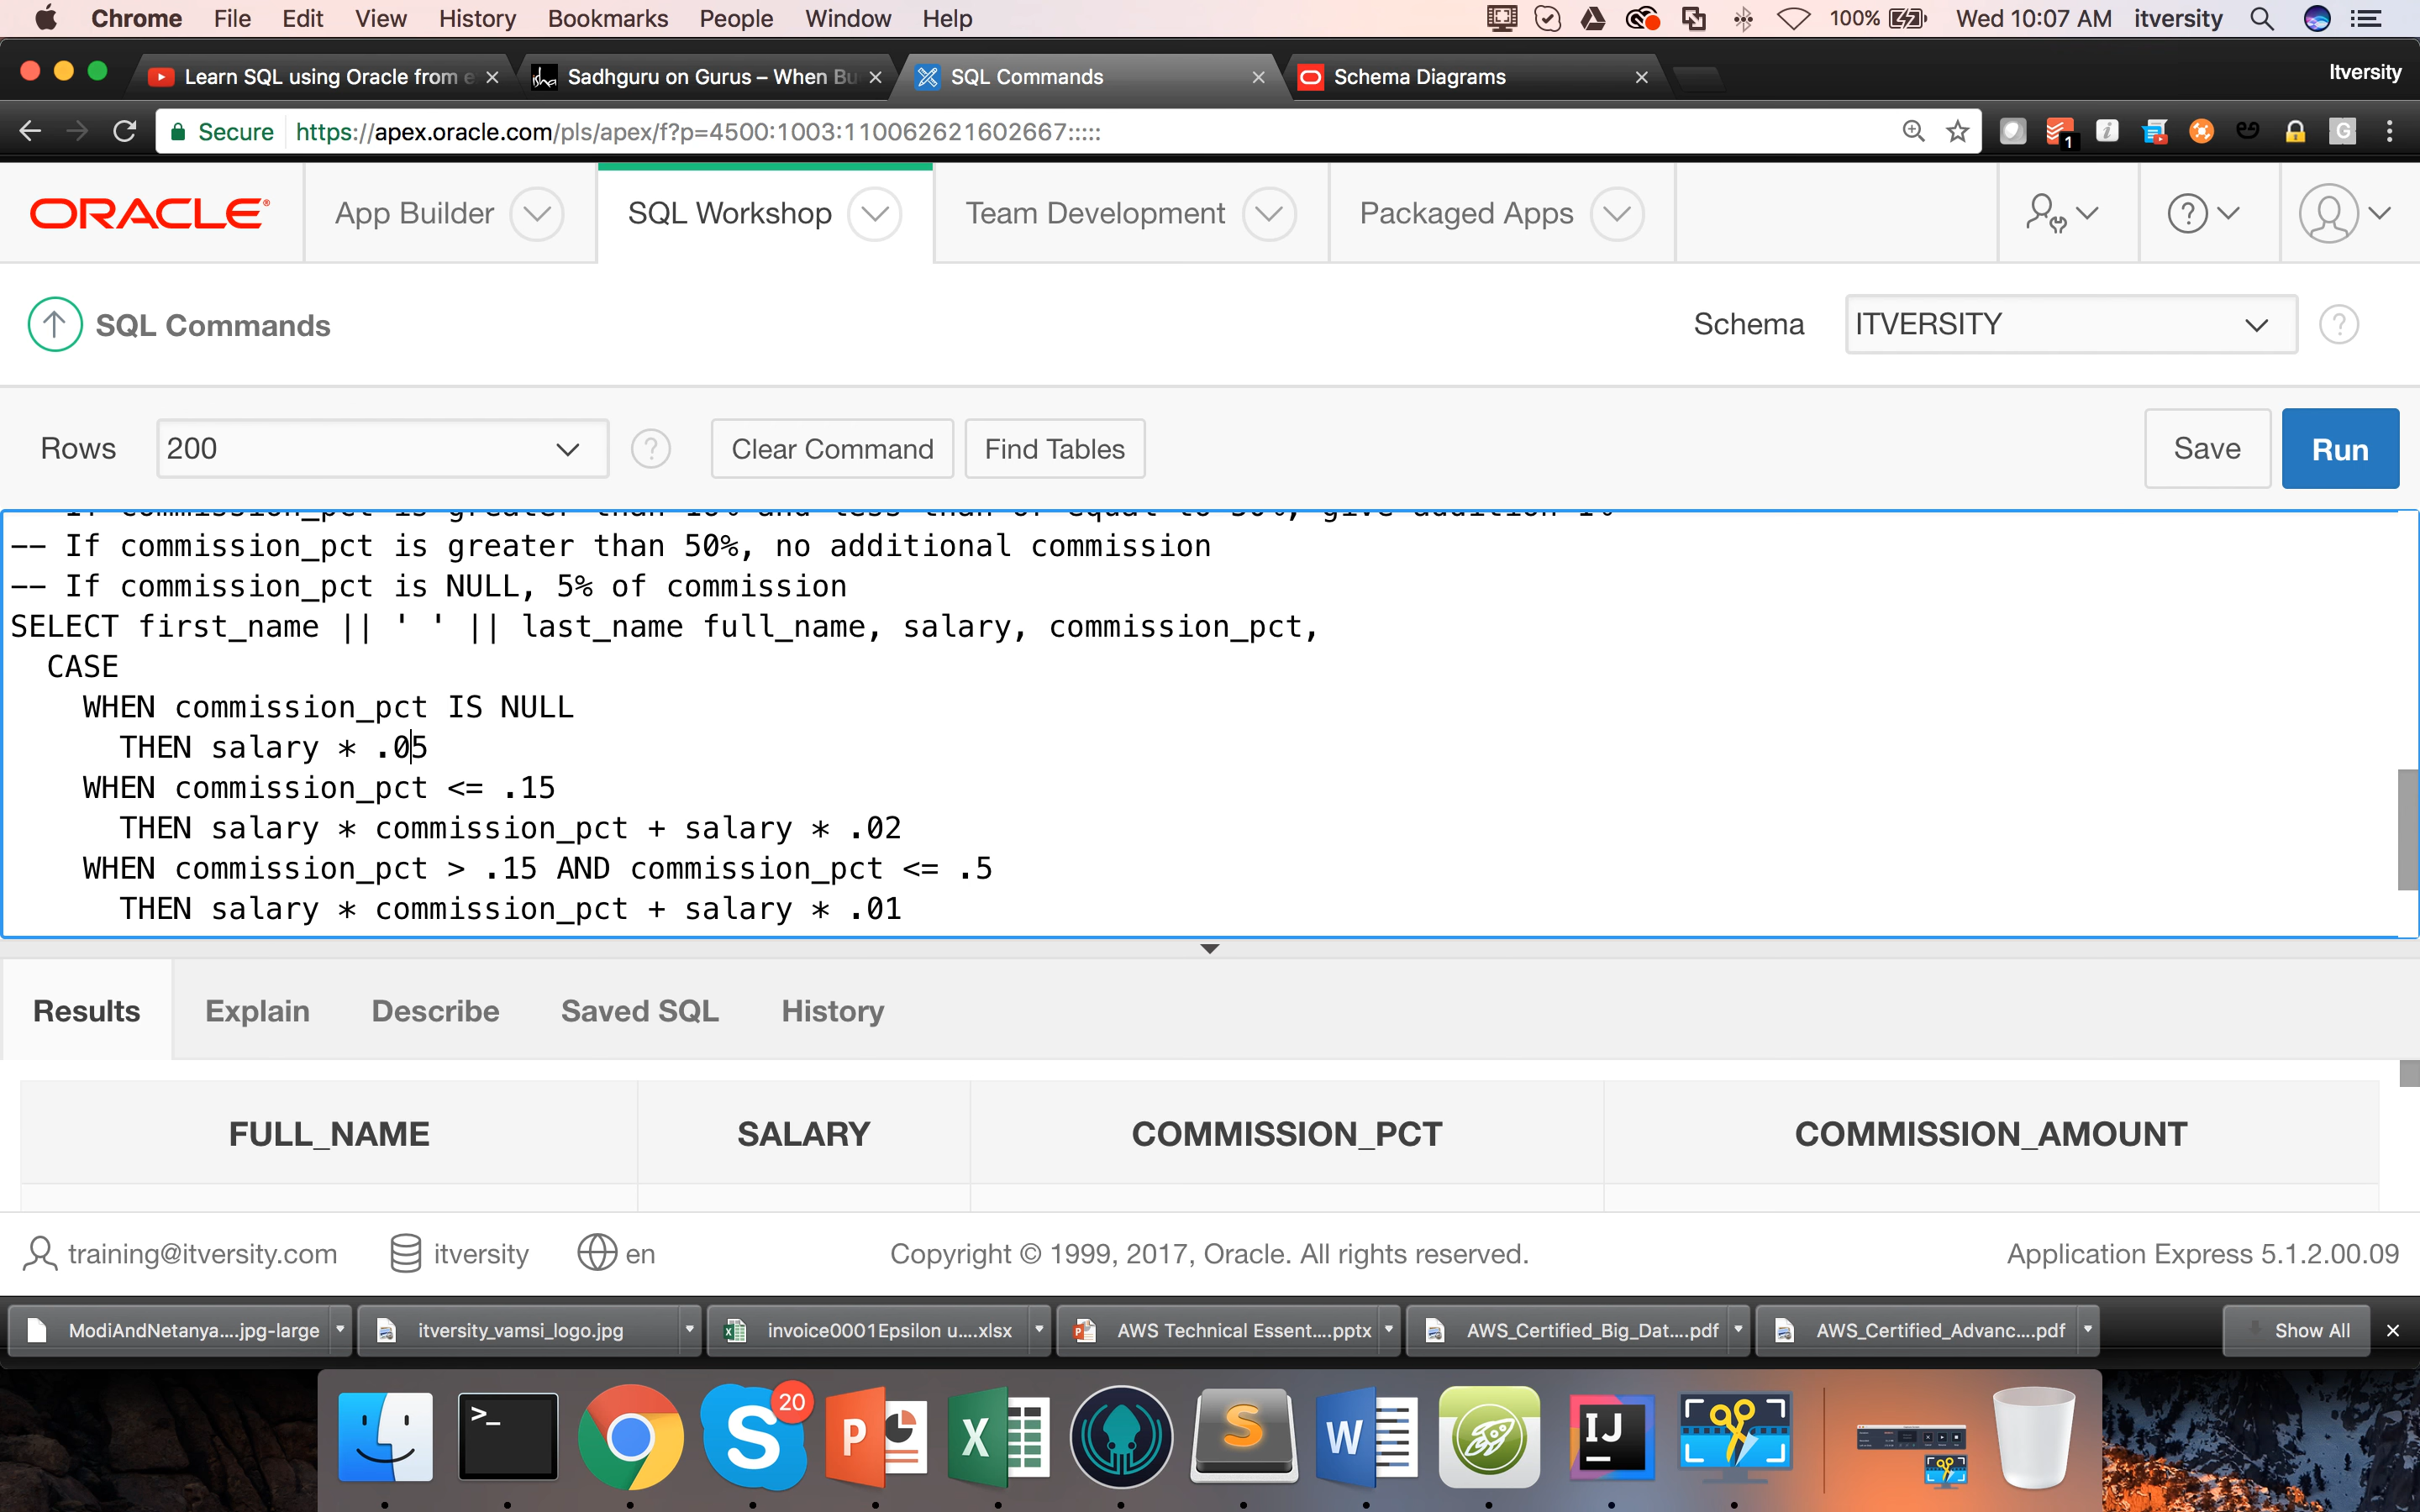 Chrome File Edit View History Bookmarks People Window Help 100% Wed 10:07 AM itversity
Learn SQL using Oracle from e Sadhguru on Gurus – When Bu SQL Commands Schema Diagrams Itversity
Secure https://apex.oracle.com/pls/apex/f?p=4500:1003:110062621602667:::::
1
ORACLE App Builder SQL Workshop Team Development Packaged Apps
SQL Commands Schema ITVERSITY
Rows 200 Clear Command Find Tables Save Run
-- If commission_pct is greater than 50%, no additional commission
-- If commission_pct is NULL, 5% of commission
SELECT first_name || ' ' || last_name full_name, salary, commission_pct,
CASE
WHEN commission_pct IS NULL
THEN salary * .05
WHEN commission_pct <= .15
THEN salary * commission_pct + salary * .02
WHEN commission_pct > .15 AND commission_pct <= .5
THEN salary * commission_pct + salary * .01
Results Explain Describe Saved SQL History
FULL_NAME SALARY COMMISSION_PCT COMMISSION_AMOUNT
training@itversity.com itversity en Copyright © 1999, 2017, Oracle. All rights reserved. Application Express 5.1.2.00.09
ModiAndNetanya....jpg-large itversity_vamsi_logo.jpg invoice0001Epsilon u....xlsx AWS Technical Essent....pptx AWS_Certified_Big_Dat....pdf AWS_Certified_Advanc....pdf Show All
20